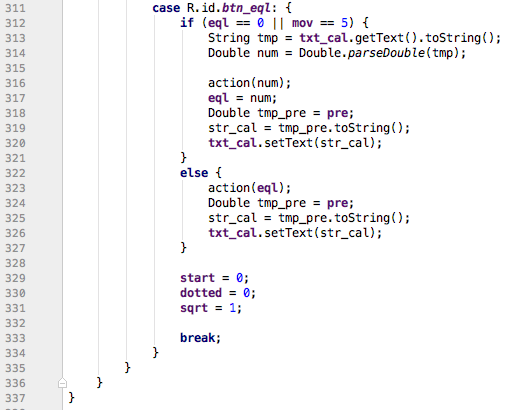 311 case R.id.btn_eql: {
312 if (eql == 0 || mov == 5) {
313 String tmp = txt_cal.getText().toString();
314 Double num = Double.parseDouble(tmp);
315
316 action(num);
317 eql = num;
318 Double tmp_pre = pre;
319 str_cal = tmp_pre.toString();
320 txt_cal.setText(str_cal);
321 }
322 else {
323 action(eql);
324 Double tmp_pre = pre;
325 str_cal = tmp_pre.toString();
326 txt_cal.setText(str_cal);
327 }
328
329 start = 0;
330 dotted = 0;
331 sqrt = 1;
332
333 break;
334 }
335 }
336 }
337 }